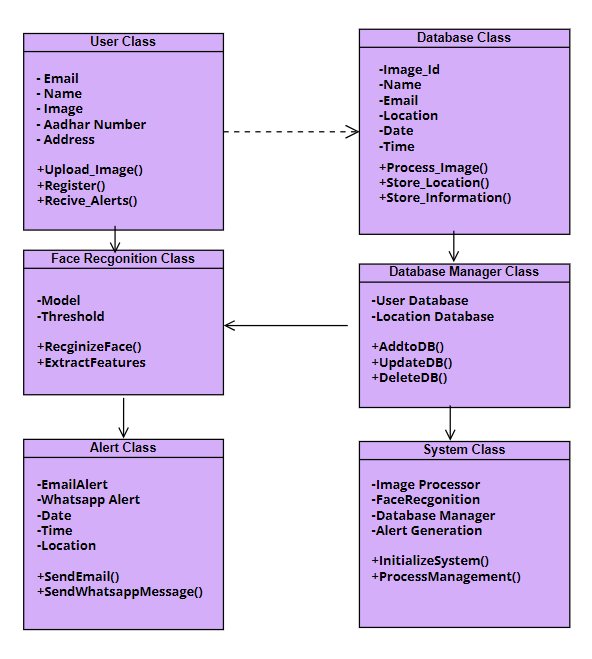 User Class
- Email
- Name
- Image
- Aadhar Number
- Address
+Upload_Image()
+Register()
+Recive_Alerts()
Database Class
-Image_Id
-Name
-Email
-Location
-Date
-Time
+Process_Image()
+Store_Location()
+Store_Information()
Face Recgonition Class
-Model
-Threshold
+RecginizeFace()
+ExtractFeatures
Database Manager Class
-User Database
-Location Database
+AddtoDB()
+UpdateDB()
+DeleteDB()
Alert Class
-EmailAlert
-Whatsapp Alert
-Date
-Time
-Location
+SendEmail()
+SendWhatsappMessage()
System Class
-Image Processor
-FaceRecgonition
-Database Manager
-Alert Generation
+InitializeSystem()
+ProcessManagement()